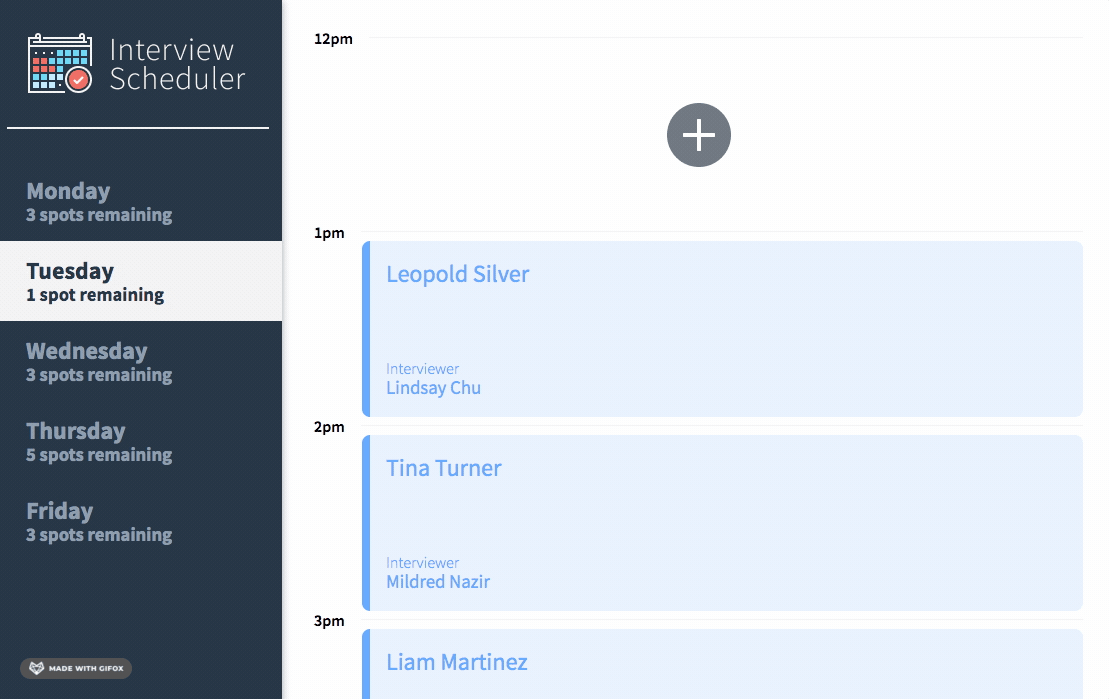 Interview
Scheduler
Monday
3 spots remaining
Tuesday
1 spot remaining
Wednesday
3 spots remaining
Thursday
5 spots remaining
Friday
3 spots remaining
MADE WITH GIFOX
12pm
1pm
Leopold Silver
Interviewer
Lindsay Chu
2pm
Tina Turner
Interviewer
Mildred Nazir
3pm
Liam Martinez